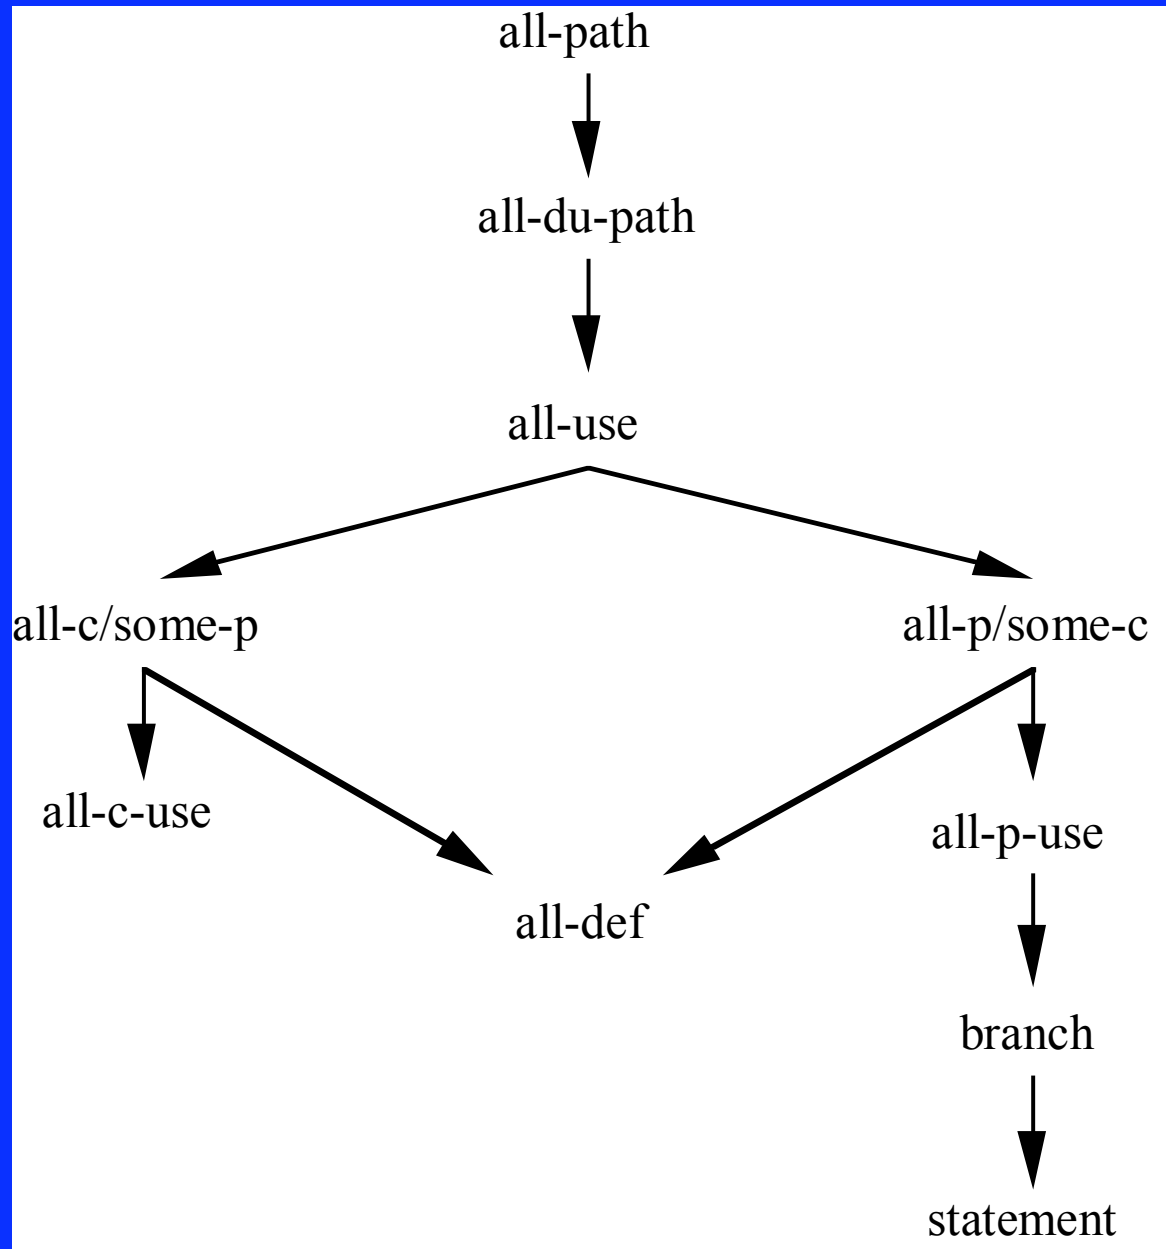 all-path
all-du-path
all-use
all-c/some-p
all-p/some-c
all-c-use
all-p-use
all-def
branch
statement